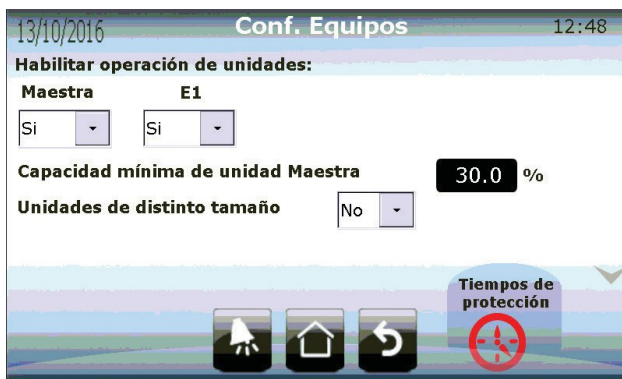 13/10/2016 Conf. Equipos 12:48
Habilitar operación de unidades:
Maestra E1
Si Si
Capacidad mínima de unidad Maestra 30.0 %
Unidades de distinto tamaño No
Tiempos de
protección